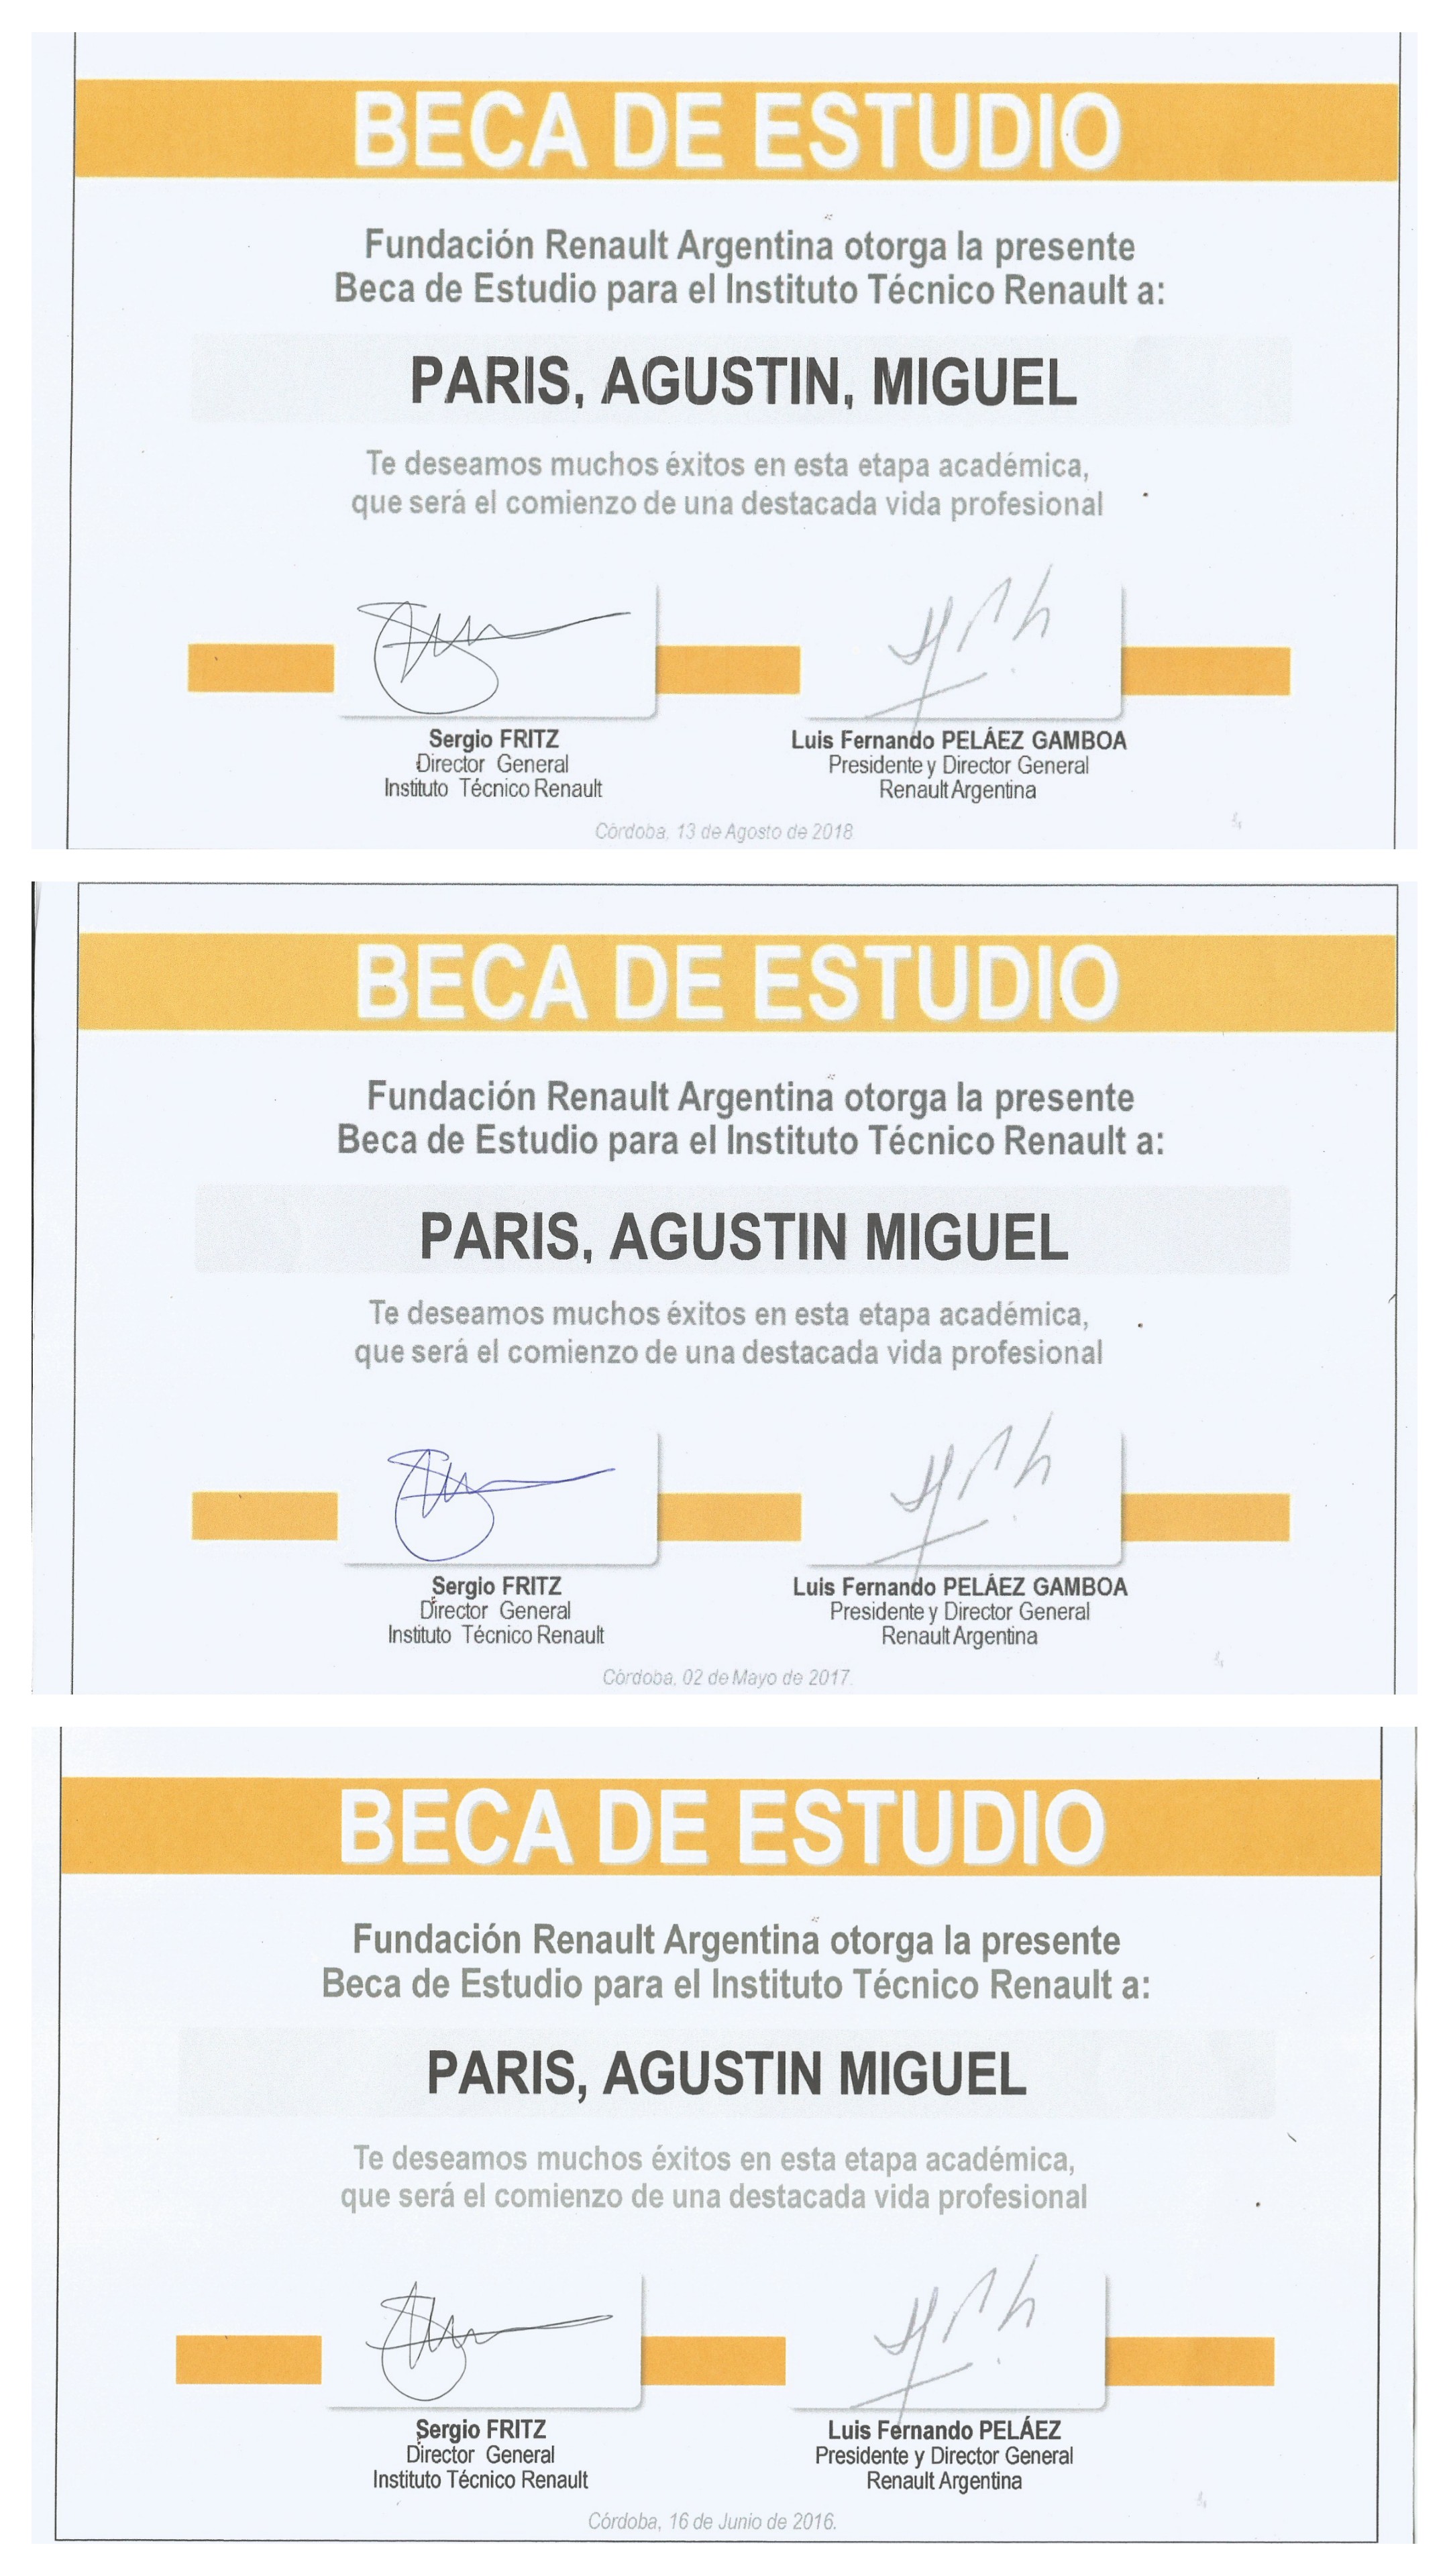 BECA DE ESTUDIO
Fundación Renault Argentina otorga la presente
Beca de Estudio para el Instituto Técnico Renault a:
PARIS, AGUSTIN, MIGUEL
Te deseamos muchos éxitos en esta etapa académica,
que será el comienzo de una destacada vida profesional
Sergio FRITZ
Director General
Instituto Técnico Renault
Luis Fernando PELÁEZ GAMBOA
Presidente y Director General
Renault Argentina
Córdoba, 13 de Agosto de 2018
BECA DE ESTUDIO
Fundación Renault Argentina otorga la presente
Beca de Estudio para el Instituto Técnico Renault a:
PARIS, AGUSTIN MIGUEL
Te deseamos muchos éxitos en esta etapa académica,
que será el comienzo de una destacada vida profesional
Sergio FRITZ
Director General
Instituto Técnico Renault
Luis Fernando PELÁEZ GAMBOA
Presidente y Director General
Renault Argentina
Córdoba, 02 de Mayo de 2017.
BECA DE ESTUDIO
Fundación Renault Argentina otorga la presente
Beca de Estudio para el Instituto Técnico Renault a:
PARIS, AGUSTIN MIGUEL
Te deseamos muchos éxitos en esta etapa académica,
que será el comienzo de una destacada vida profesional
Sergio FRITZ
Director General
Instituto Técnico Renault
Luis Fernando PELÁEZ
Presidente y Director General
Renault Argentina
Córdoba, 16 de Junio de 2016.